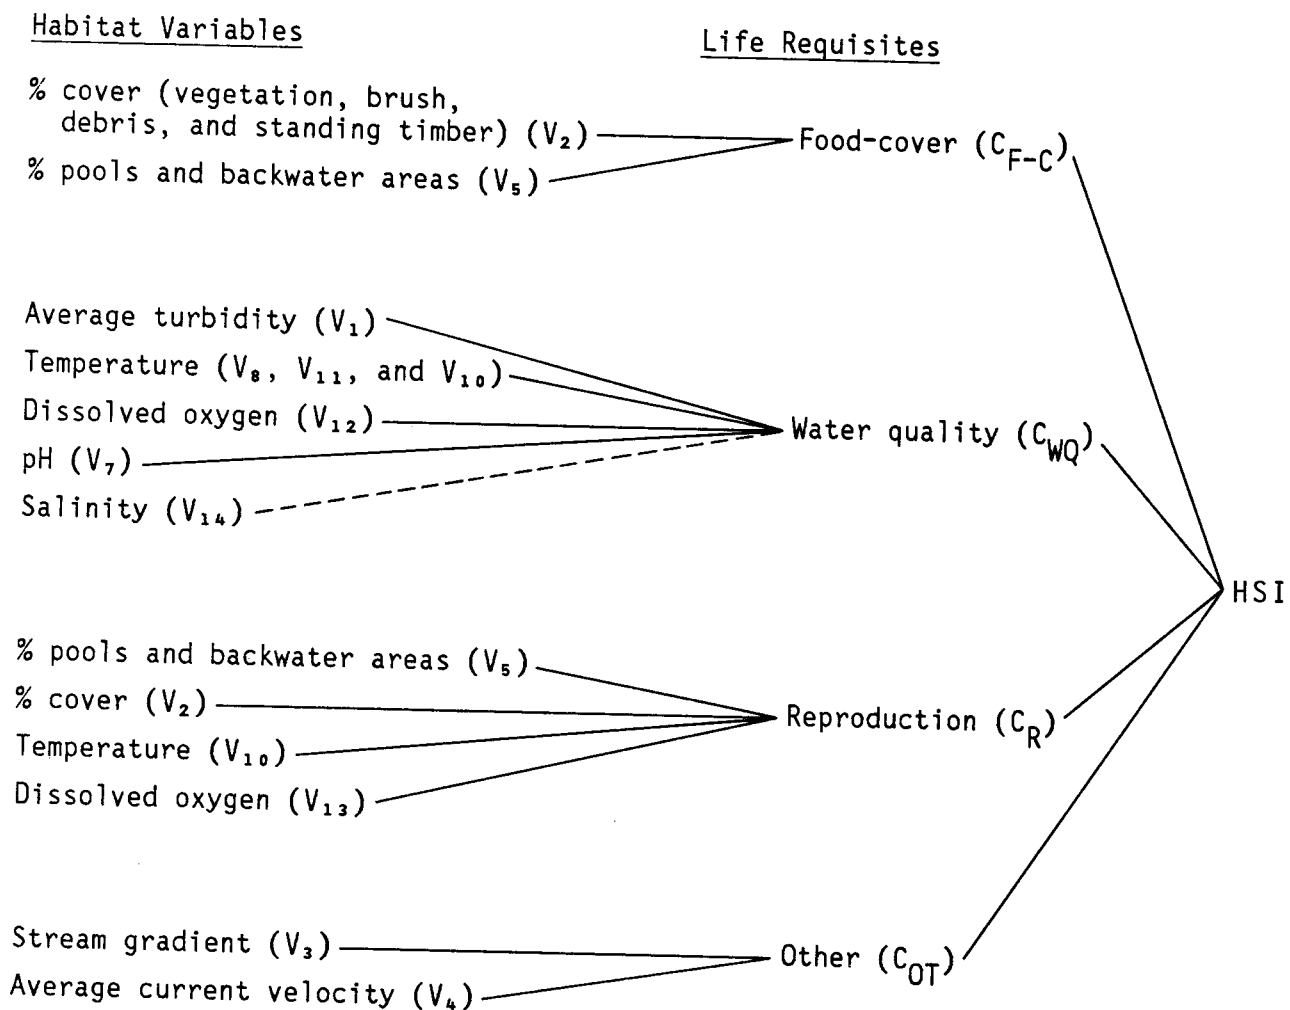 Habitat Variables
Life Requisites
% cover (vegetation, brush,
debris, and standing timber) (V₂)
Food-cover (C_F-C)
% pools and backwater areas (V₅)
Average turbidity (V₁)
Temperature (V₈, V₁₁, and V₁₀)
Dissolved oxygen (V₁₂)
Water quality (C_WQ)
pH (V₇)
Salinity (V₁₄)
HSI
% pools and backwater areas (V₅)
% cover (V₂)
Reproduction (C_R)
Temperature (V₁₀)
Dissolved oxygen (V₁₃)
Stream gradient (V₃)
Other (C_OT)
Average current velocity (V₄)